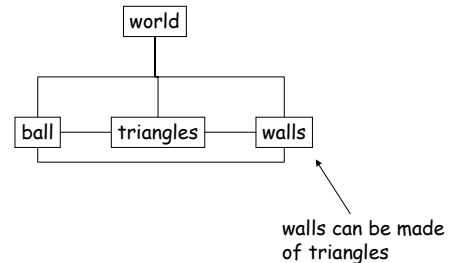 world
ball
triangles
walls
walls can be made
of triangles